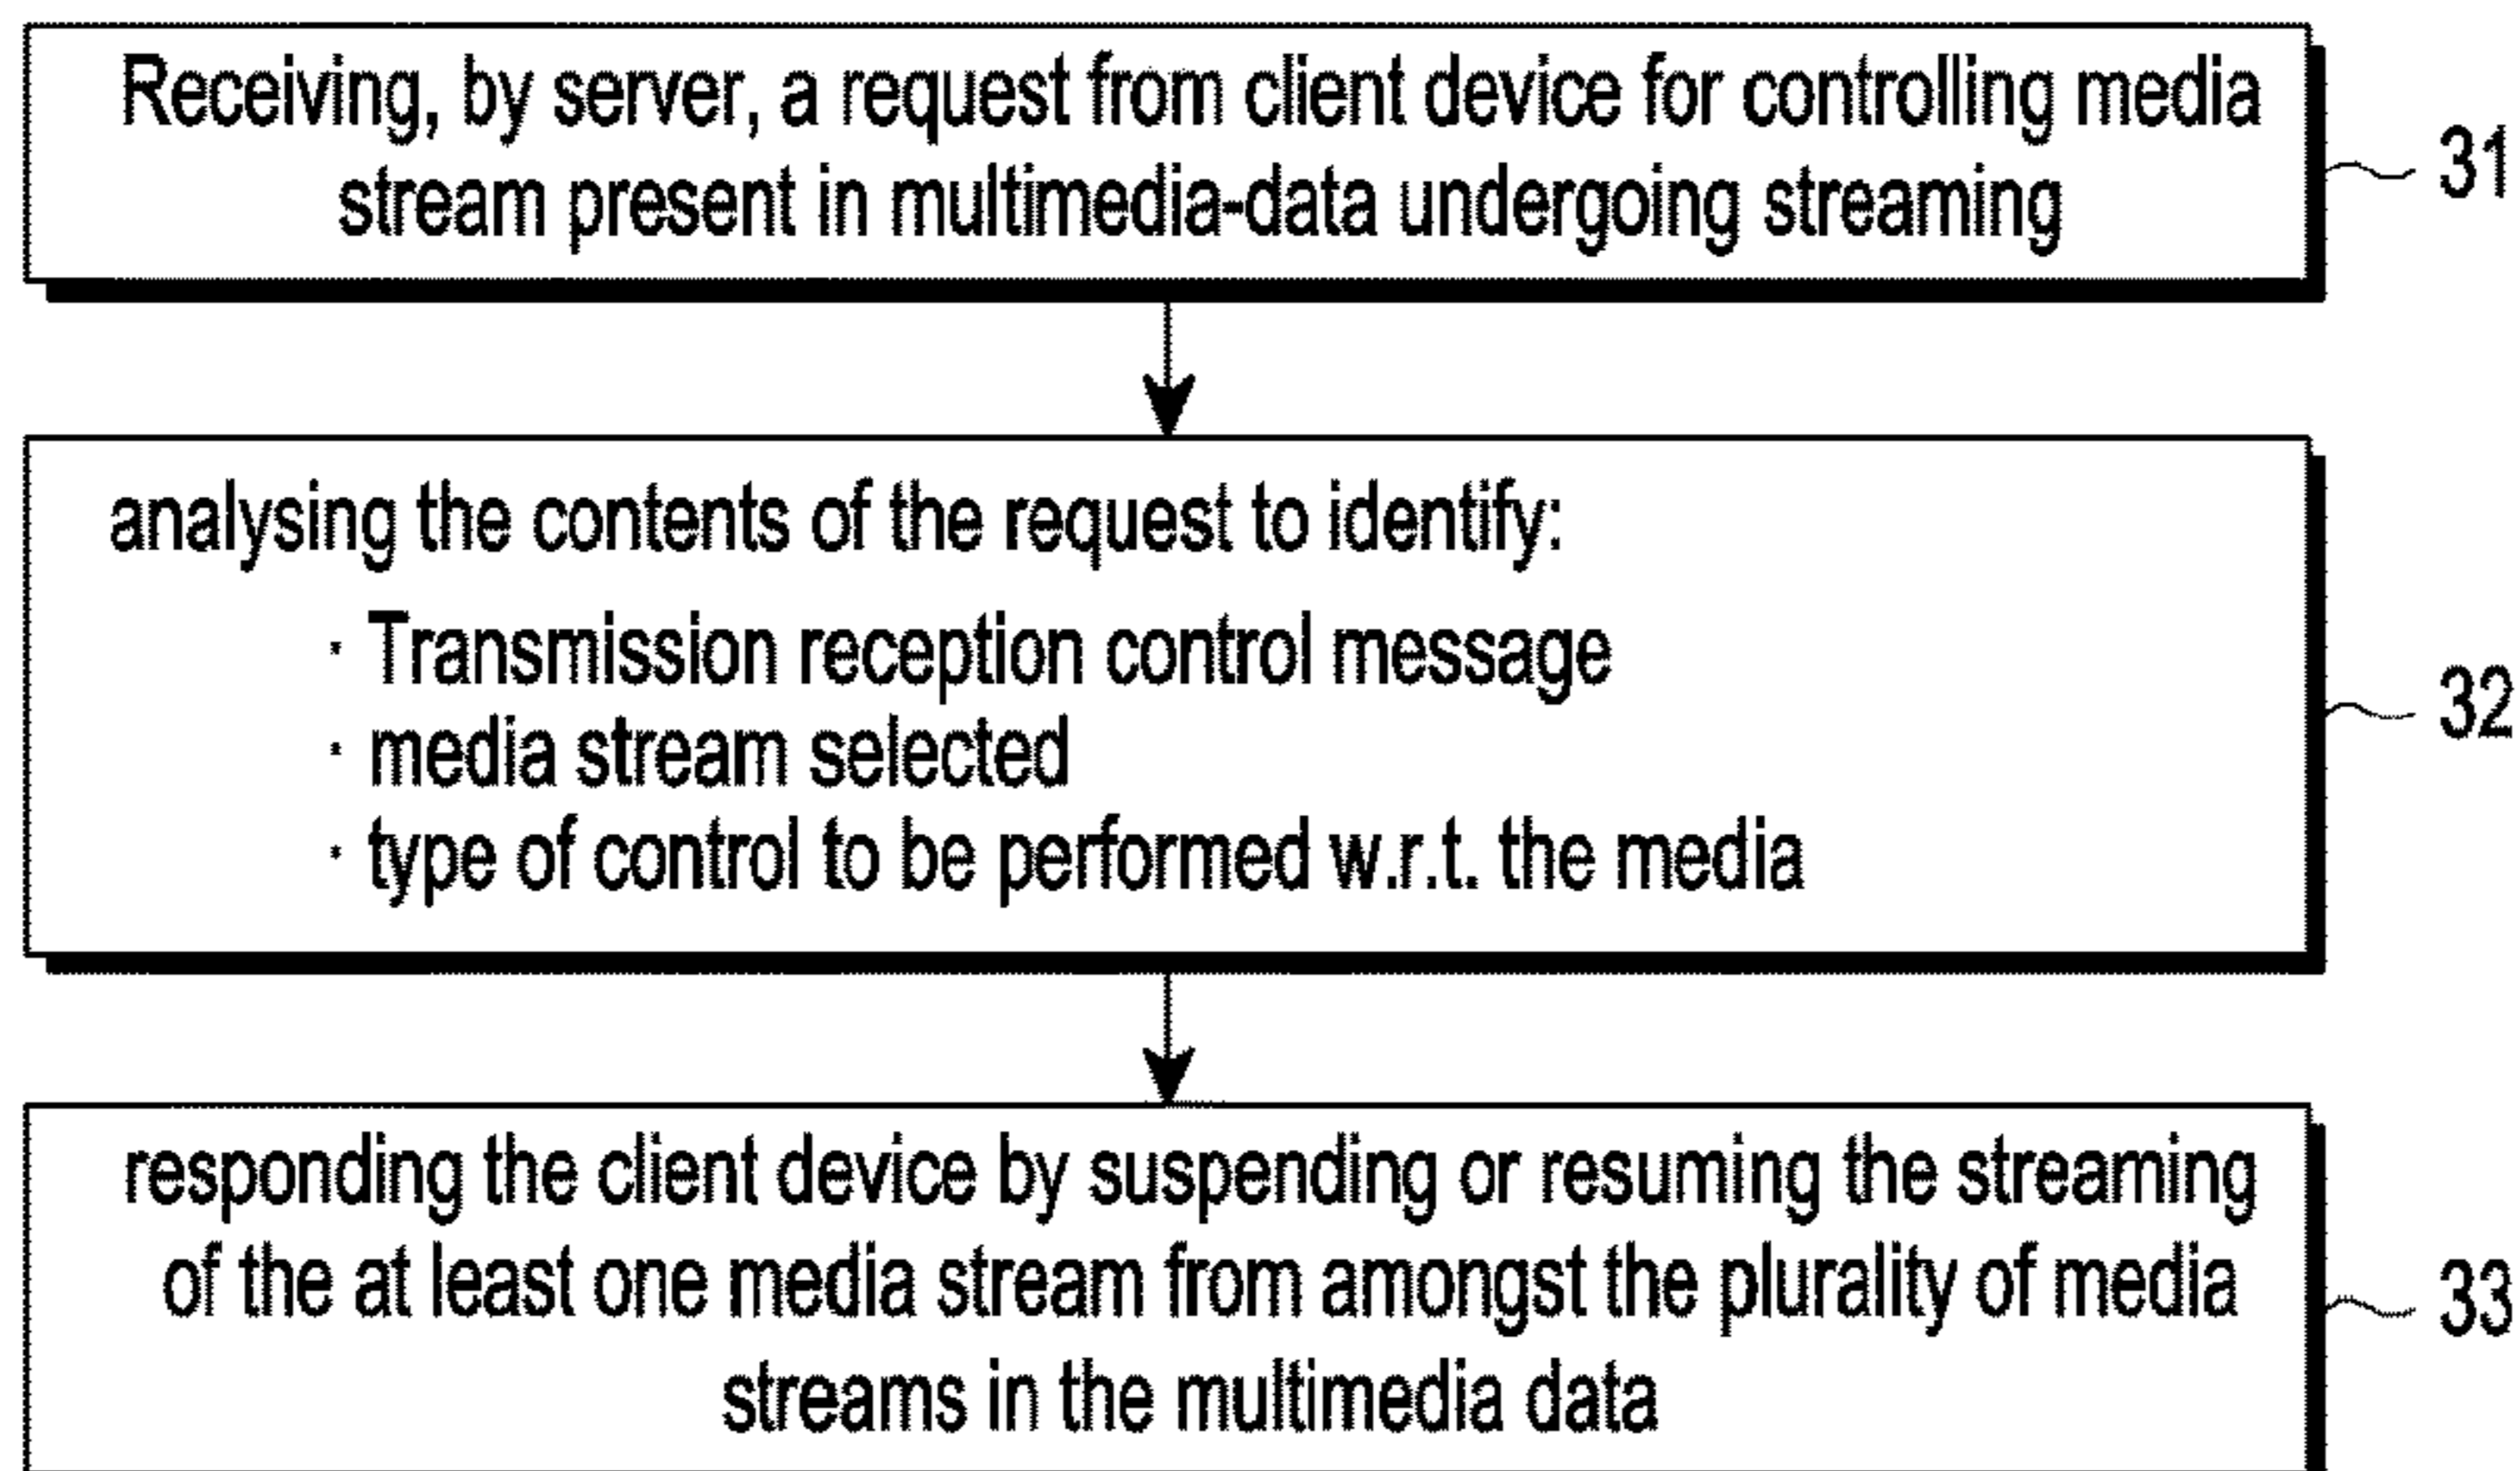 Receiving, by server, a request from client device for controlling media
stream present in multimedia-data undergoing streaming
31
analysing the contents of the request to identify:
· Transmission reception control message
· media stream selected
· type of control to be performed w.r.t. the media
32
responding the client device by suspending or resuming the streaming
of the at least one media stream from amongst the plurality of media
streams in the multimedia data
33